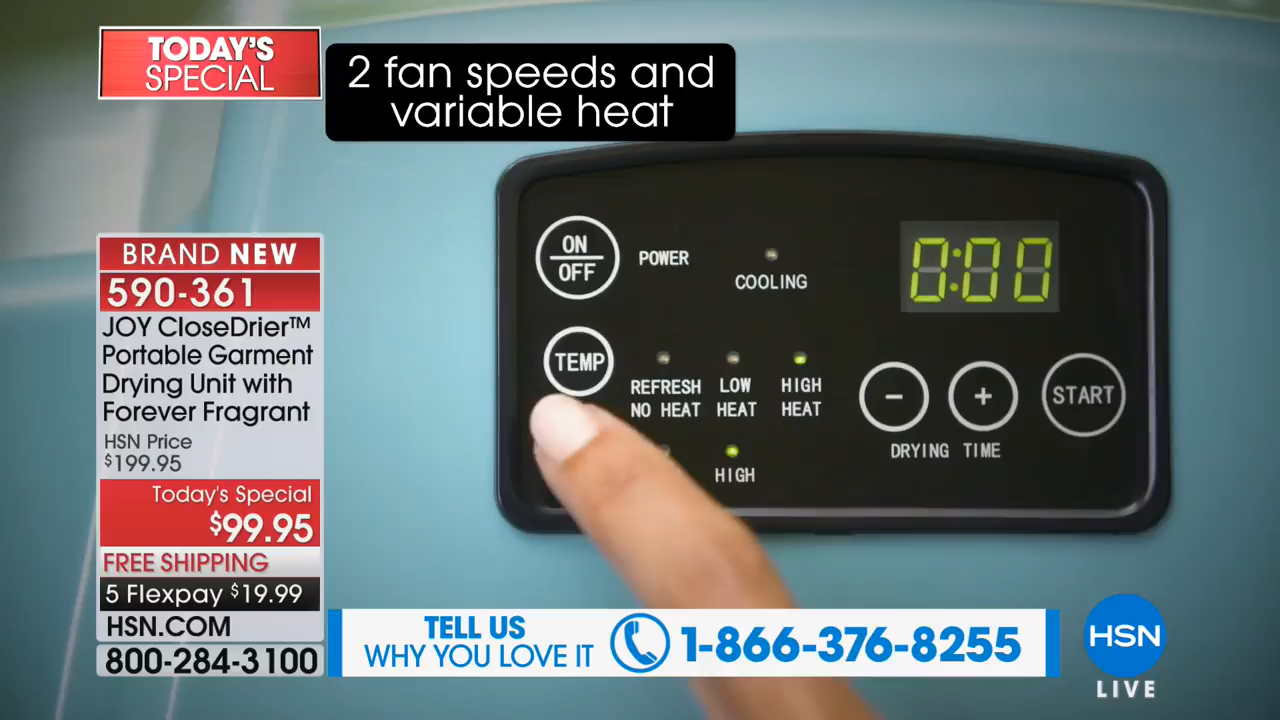 TODAY'S
SPECIAL
2 fan speeds and
variable heat
BRAND NEW
590-361
JOY CloseDrier™
Portable Garment
Drying Unit with
Forever Fragrant
HSN Price
$199.95
Today's Special
$99.95
FREE SHIPPING
5 Flexpay $19.99
HSN.COM
800-284-3100
ON
OFF
POWER
COOLING
0:00
TEMP
REFRESH
NO HEAT
LOW
HEAT
HIGH
HEAT
HIGH
-
+
DRYING TIME
START
TELL US
WHY YOU LOVE IT
1-866-376-8255
HSN
LIVE